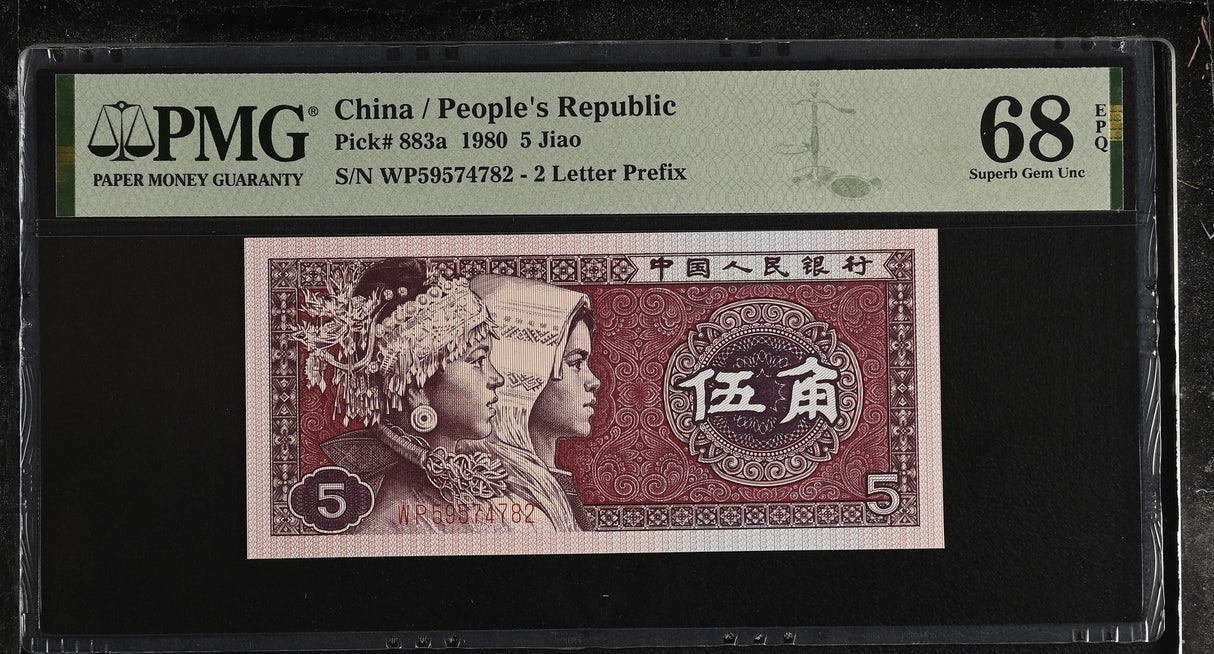 PMG®
PAPER MONEY GUARANTY
China / People's Republic
Pick# 883a 1980 5 Jiao
S/N WP59574782 - 2 Letter Prefix
68
EPQ
Superb Gem Unc
中国人民银行
伍角
5
WP59574782
5